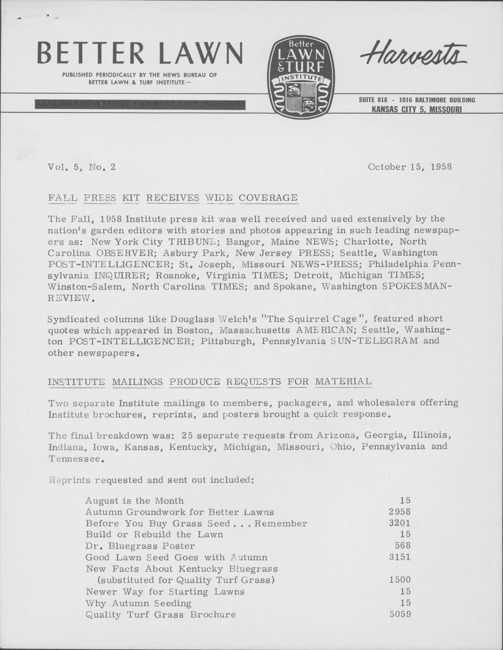 BETTER LAWN
Harvests
Better
LAWN
& TURF
INSTITUTE
PUBLISHED PERIODICALLY BY THE NEWS BUREAU OF
BETTER LAWN & TURF INSTITUTE—
SUITE 818 - 1016 BALTIMORE BUILDING
KANSAS CITY 5, MISSOURI
Vol. 5, No. 2 October 15, 1958
FALL PRESS KIT RECEIVES WIDE COVERAGE
The Fall, 1958 Institute press kit was well received and used extensively by the
nation's garden editors with stories and photos appearing in such leading newspap-
ers as: New York City TRIBUNE; Bangor, Maine NEWS; Charlotte, North
Carolina OBSERVER; Asbury Park, New Jersey PRESS; Seattle, Washington
POST-INTELLIGENCER; St. Joseph, Missouri NEWS-PRESS; Philadelphia Penn-
sylvania INQUIRER; Roanoke, Virginia TIMES; Detroit, Michigan TIMES;
Winston-Salem, North Carolina TIMES; and Spokane, Washington SPOKESMAN-
REVIEW.
Syndicated columns like Douglass Welch's "The Squirrel Cage", featured short
quotes which appeared in Boston, Massachusetts AMERICAN; Seattle, Washing-
ton POST-INTELLIGENCER; Pittsburgh, Pennsylvania SUN-TELEGRAM and
other newspapers.
INSTITUTE MAILINGS PRODUCE REQUESTS FOR MATERIAL
Two separate Institute mailings to members, packagers, and wholesalers offering
Institute brochures, reprints, and posters brought a quick response.
The final breakdown was: 25 separate requests from Arizona, Georgia, Illinois,
Indiana, Iowa, Kansas, Kentucky, Michigan, Missouri, Ohio, Pennsylvania and
Tennessee.
Reprints requested and sent out included:
August is the Month 15
Autumn Groundwork for Better Lawns 2958
Before You Buy Grass Seed . . . Remember 3201
Build or Rebuild the Lawn 15
Dr. Bluegrass Poster 568
Good Lawn Seed Goes with Autumn 3151
New Facts About Kentucky Bluegrass
(substituted for Quality Turf Grass) 1500
Newer Way for Starting Lawns 15
Why Autumn Seeding 15
Quality Turf Grass Brochure 5059